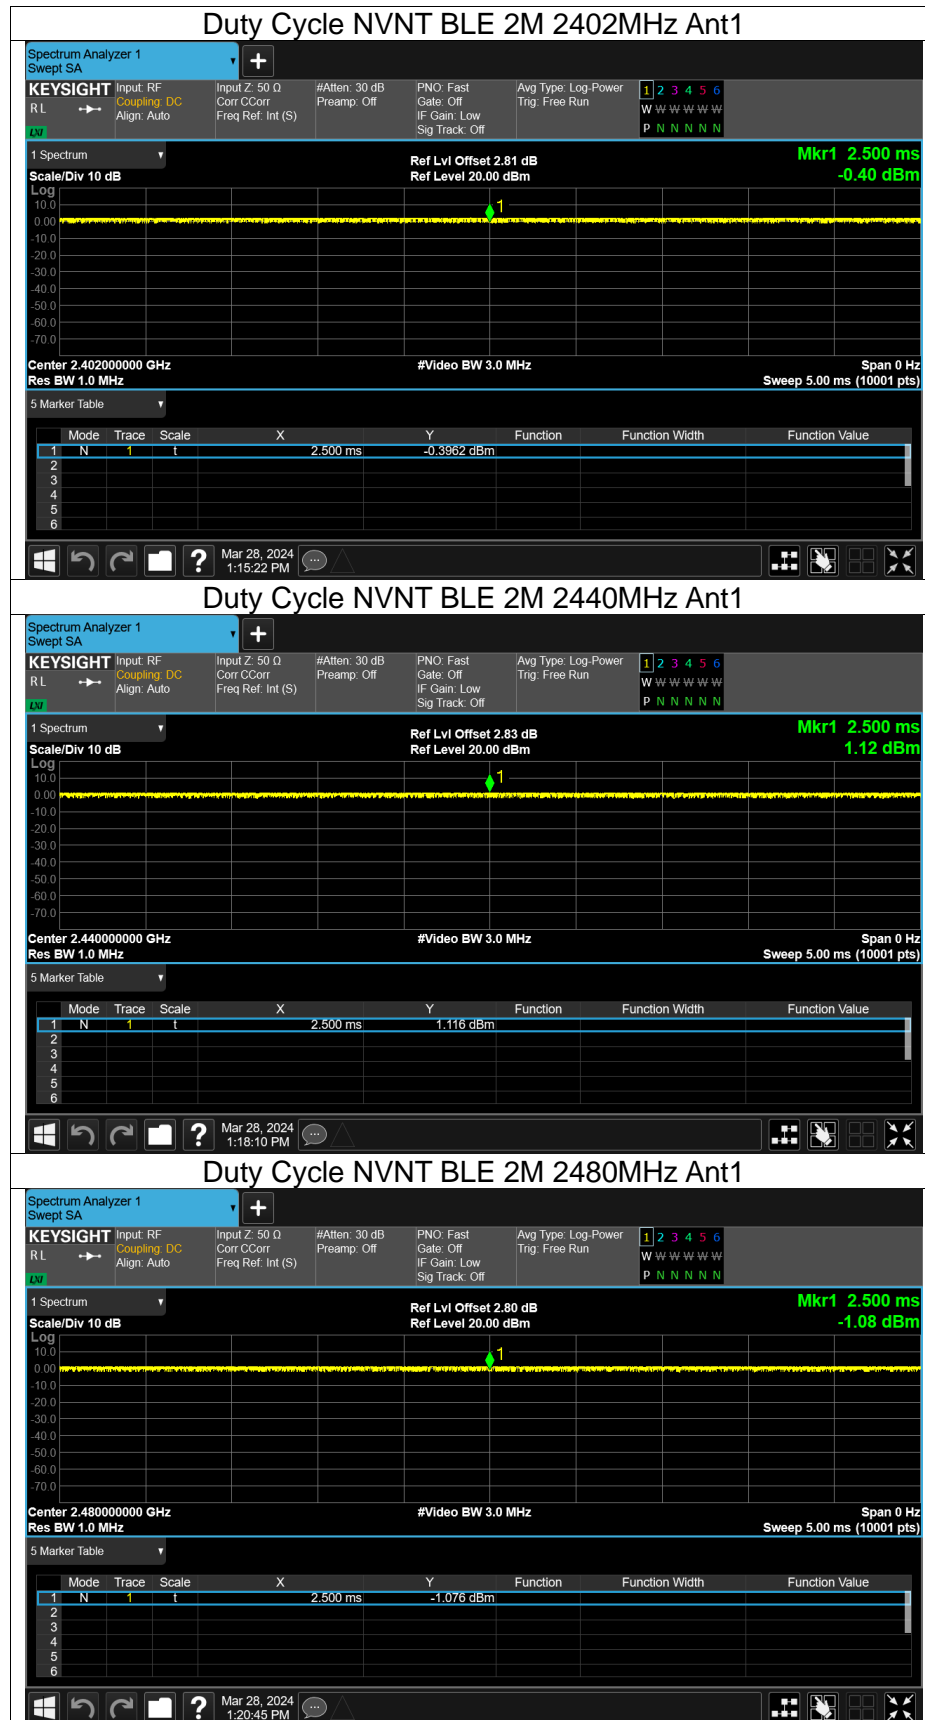 Duty Cycle NVNT BLE 2M 2402MHz Ant1
Spectrum Analyzer 1
Swept SA
+
KEYSIGHT Input: RF Input Z: 50 Ω #Atten: 30 dB PNO: Fast Avg Type: Log-Power 1 2 3 4 5 6
RL Coupling: DC Corr CCorr Preamp: Off Gate: Off Trig: Free Run
Align: Auto Freq Ref: Int (S) IF Gain: Low W W W W W W
LXI Sig Track: Off P N N N N N
1 Spectrum Ref Lvl Offset 2.81 dB Mkr1 2.500 ms
Scale/Div 10 dB Ref Level 20.00 dBm -0.40 dBm
Log
10.0 1
0.00
-10.0
-20.0
-30.0
-40.0
-50.0
-60.0
-70.0
Center 2.402000000 GHz #Video BW 3.0 MHz Span 0 Hz
Res BW 1.0 MHz Sweep 5.00 ms (10001 pts)
5 Marker Table
Mode Trace Scale X Y Function Function Width Function Value
1 N 1 t 2.500 ms -0.3962 dBm
2
3
4
5
6
? Mar 28, 2024
1:15:22 PM
Duty Cycle NVNT BLE 2M 2440MHz Ant1
Spectrum Analyzer 1
Swept SA
+
KEYSIGHT Input: RF Input Z: 50 Ω #Atten: 30 dB PNO: Fast Avg Type: Log-Power 1 2 3 4 5 6
RL Coupling: DC Corr CCorr Preamp: Off Gate: Off Trig: Free Run
Align: Auto Freq Ref: Int (S) IF Gain: Low W W W W W W
LXI Sig Track: Off P N N N N N
1 Spectrum Ref Lvl Offset 2.83 dB Mkr1 2.500 ms
Scale/Div 10 dB Ref Level 20.00 dBm 1.12 dBm
Log
10.0 1
0.00
-10.0
-20.0
-30.0
-40.0
-50.0
-60.0
-70.0
Center 2.440000000 GHz #Video BW 3.0 MHz Span 0 Hz
Res BW 1.0 MHz Sweep 5.00 ms (10001 pts)
5 Marker Table
Mode Trace Scale X Y Function Function Width Function Value
1 N 1 t 2.500 ms 1.116 dBm
2
3
4
5
6
? Mar 28, 2024
1:18:10 PM
Duty Cycle NVNT BLE 2M 2480MHz Ant1
Spectrum Analyzer 1
Swept SA
+
KEYSIGHT Input: RF Input Z: 50 Ω #Atten: 30 dB PNO: Fast Avg Type: Log-Power 1 2 3 4 5 6
RL Coupling: DC Corr CCorr Preamp: Off Gate: Off Trig: Free Run
Align: Auto Freq Ref: Int (S) IF Gain: Low W W W W W W
LXI Sig Track: Off P N N N N N
1 Spectrum Ref Lvl Offset 2.80 dB Mkr1 2.500 ms
Scale/Div 10 dB Ref Level 20.00 dBm -1.08 dBm
Log
10.0 1
0.00
-10.0
-20.0
-30.0
-40.0
-50.0
-60.0
-70.0
Center 2.480000000 GHz #Video BW 3.0 MHz Span 0 Hz
Res BW 1.0 MHz Sweep 5.00 ms (10001 pts)
5 Marker Table
Mode Trace Scale X Y Function Function Width Function Value
1 N 1 t 2.500 ms -1.076 dBm
2
3
4
5
6
? Mar 28, 2024
1:20:45 PM